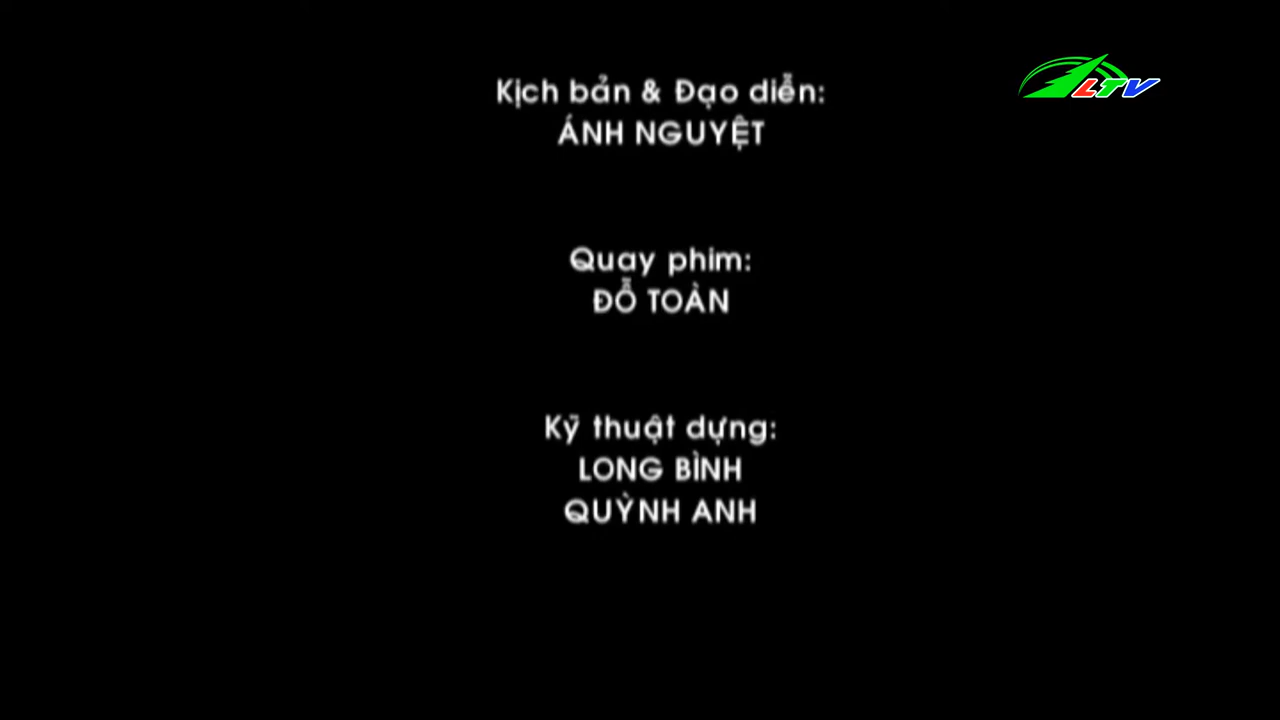 Kịch bản & Đạo diễn:
ÁNH NGUYỆT
LTV
Quay phim:
ĐỖ TOÀN
Kỹ thuật dựng:
LONG BÌNH
QUỲNH ANH